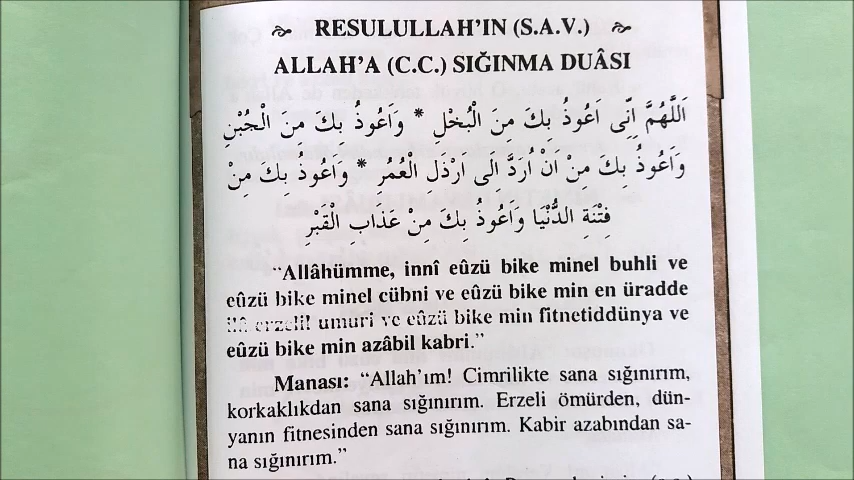 RESULULLAH'IN (S.A.V.)
ALLAH'A (C.C.) SIĞINMA DUÂSI
اَللّٰهُمَّ اِنّ۪ى اَعُوذُ بِكَ مِنَ الْبُخْلِ * وَاَعُوذُ بِكَ مِنَ الْجُبْنِ
وَاَعُوذُ بِكَ مِنْ اَنْ اُرَدَّ اِلٰى اَرْذَلِ الْعُمُرِ * وَاَعُوذُ بِكَ مِنْ
فِتْنَةِ الدُّنْيَا وَاَعُوذُ بِكَ مِنْ عَذَابِ الْقَبْرِ
"Allâhümme, innî eûzü bike minel buhli ve
eûzü bike minel cübni ve eûzü bike min en üradde
ilâ erzelil umuri ve eûzü bike min fitnetiddünya ve
eûzü bike min azâbil kabri."
Manası: "Allah'ım! Cimrilikte sana sığınırım,
korkaklıkdan sana sığınırım. Erzeli ömürden, dün-
yanın fitnesinden sana sığınırım. Kabir azabından sa-
na sığınırım."